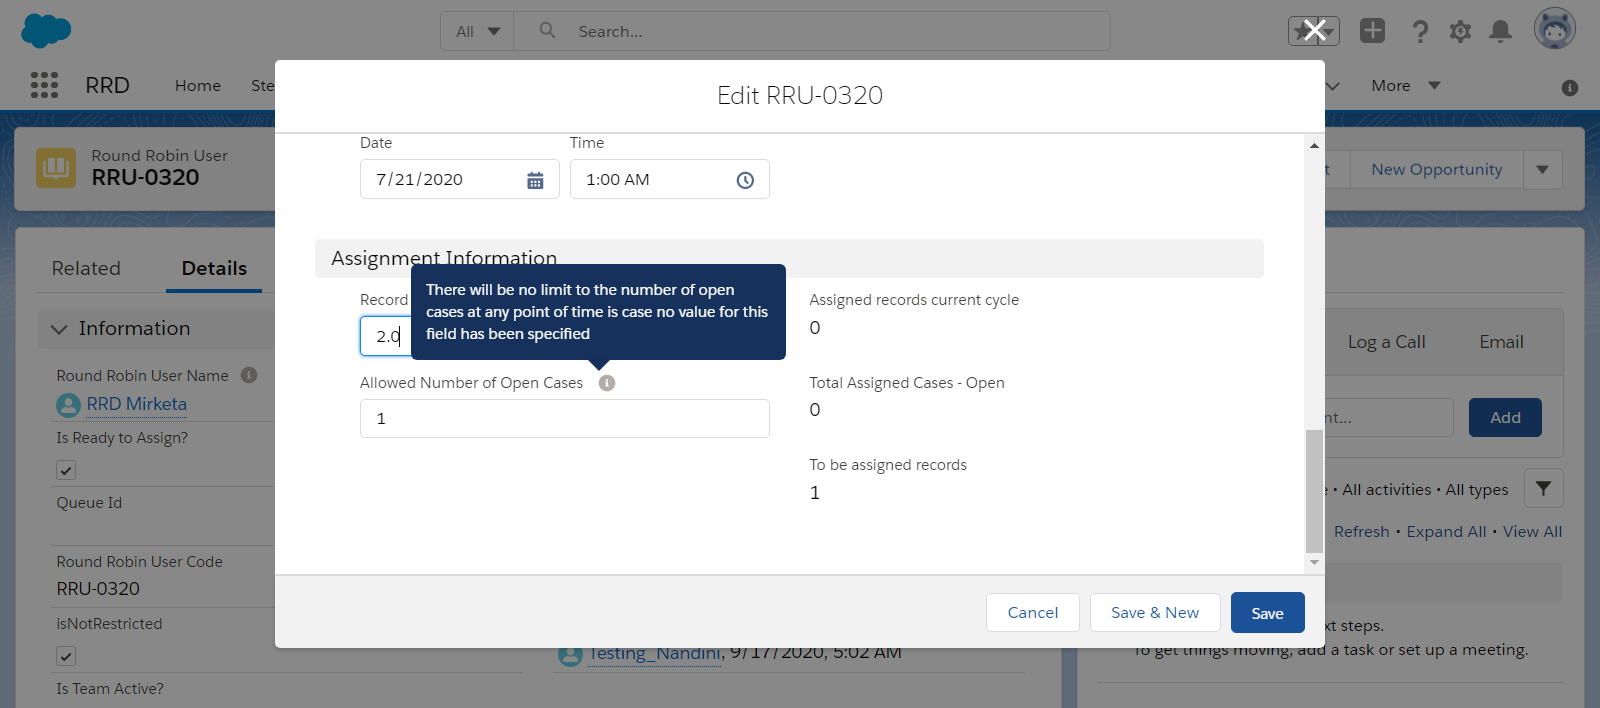 All
Search...
RRD
Home
Ste
More
Edit RRU-0320
Round Robin User
RRU-0320
t
New Opportunity
Date
Time
7/21/2020
1:00 AM
Related
Details
Information
Round Robin User Name
RRD Mirketa
Is Ready to Assign?
Queue Id
Round Robin User Code
RRU-0320
isNotRestricted
Is Team Active?
Assignment Information
There will be no limit to the number of open
cases at any point of time is case no value for this
field has been specified
Record
2.0
Allowed Number of Open Cases
1
Assigned records current cycle
0
Total Assigned Cases - Open
0
To be assigned records
1
Cancel
Save & New
Save
Testing_Nandini, 9/17/2020, 5:02 AM
Log a Call
Email
nt...
Add
e • All activities • All types
Refresh • Expand All • View All
xt steps.
To get things moving, add a task or set up a meeting.